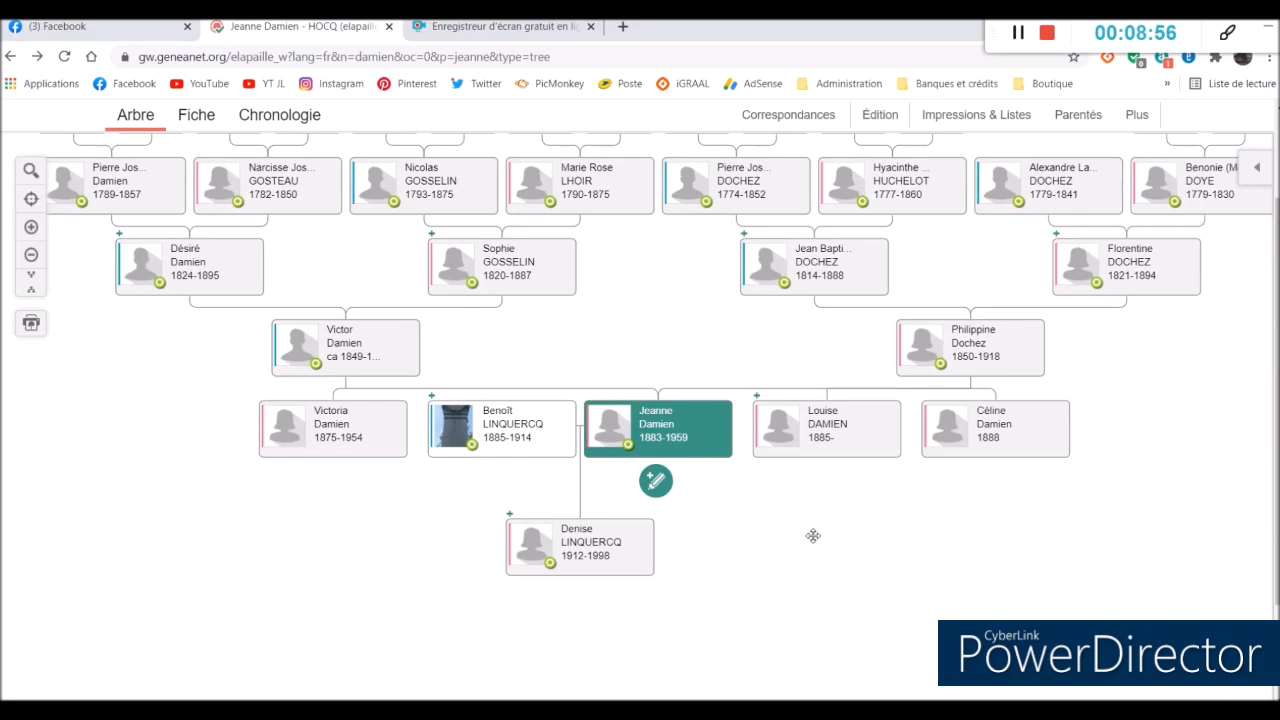 (3) Facebook
Jeanne Damien - HOCQ (elapaille
Enregistreur d'écran gratuit en li
00:08:56
gw.geneanet.org/elapaille_w?lang=fr&n=damien&oc=0&p=jeanne&type=tree
0
1
Applications
Facebook
YouTube
YT JL
Instagram
Pinterest
Twitter
PicMonkey
Poste
iGRAAL
AdSense
Administration
Banques et crédits
Boutique
»
Liste de lecture
Arbre
Fiche
Chronologie
Correspondances
Édition
Impressions & Listes
Parentés
Plus
Pierre Jos...
Damien
1789-1857
Narcisse Jos...
GOSTEAU
1782-1850
Nicolas
GOSSELIN
1793-1875
Marie Rose
LHOIR
1790-1875
Pierre Jos...
DOCHEZ
1774-1852
Hyacinthe
HUCHELOT
1777-1860
Alexandre La...
DOCHEZ
1779-1841
Benonie (M
DOYE
1779-1830
Désiré
Damien
1824-1895
Sophie
GOSSELIN
1820-1887
Jean Bapti...
DOCHEZ
1814-1888
Florentine
DOCHEZ
1821-1894
Victor
Damien
ca 1849-1...
Philippine
Dochez
1850-1918
Victoria
Damien
1875-1954
Benoît
LINQUERCQ
1885-1914
Jeanne
Damien
1883-1959
Louise
DAMIEN
1885-
Céline
Damien
1888
Denise
LINQUERCQ
1912-1998
CyberLink
PowerDirector